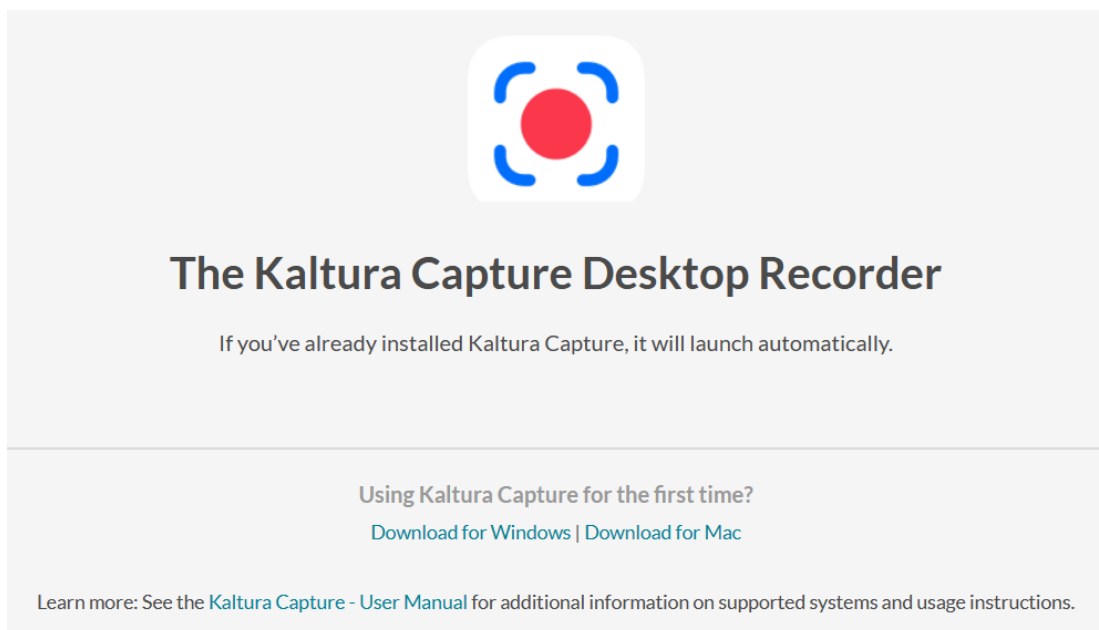 The Kaltura Capture Desktop Recorder
If you’ve already installed Kaltura Capture, it will launch automatically.
Using Kaltura Capture for the first time?
Download for Windows | Download for Mac
Learn more: See the Kaltura Capture - User Manual for additional information on supported systems and usage instructions.